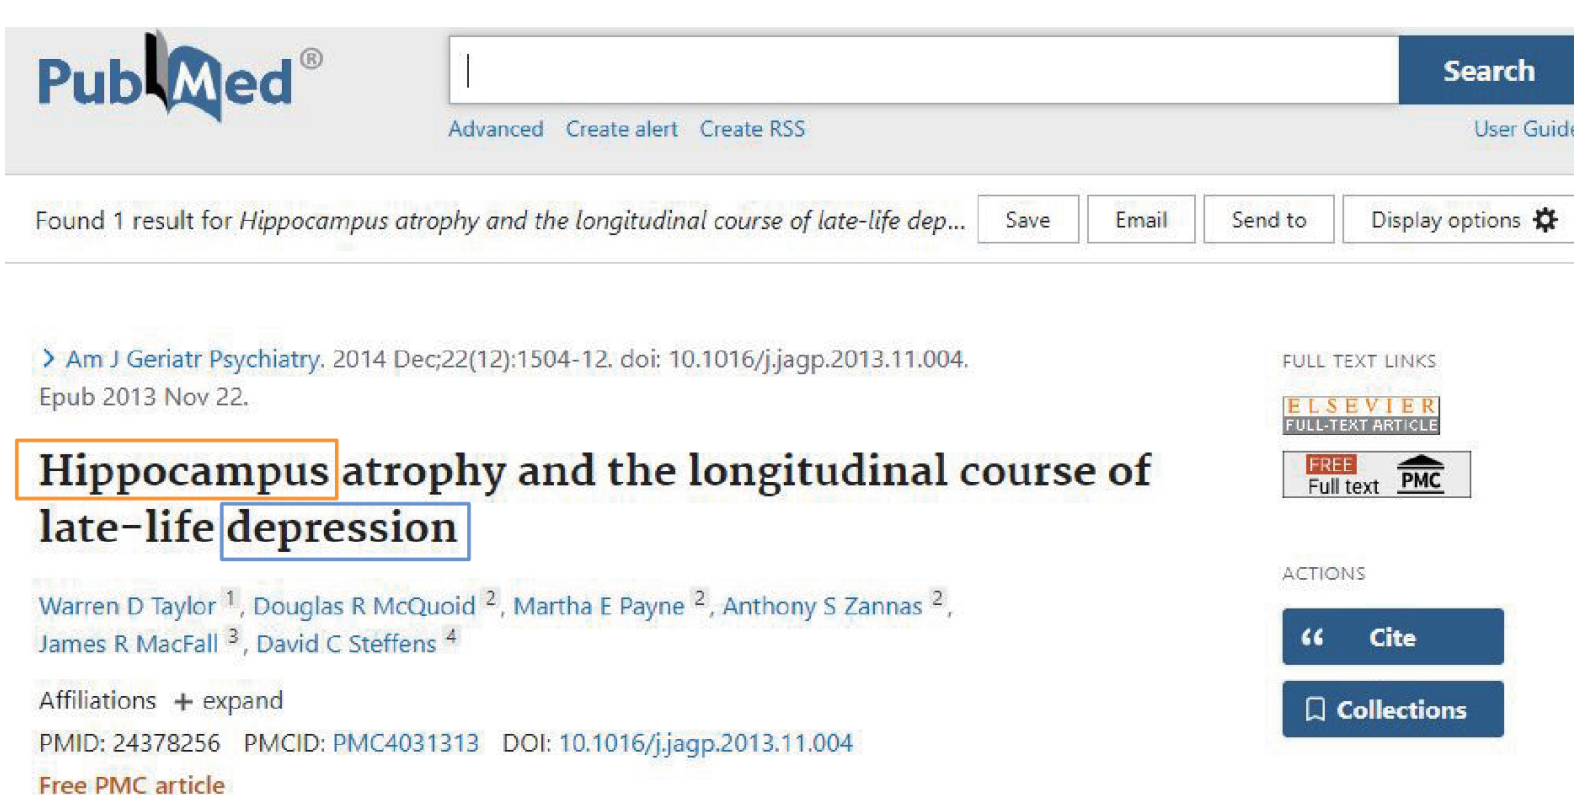 PubMed®
Search
Advanced Create alert Create RSS
User Guide
Found 1 result for Hippocampus atrophy and the longitudinal course of late-life dep...
Save
Email
Send to
Display options
> Am J Geriatr Psychiatry. 2014 Dec;22(12):1504-12. doi: 10.1016/j.jagp.2013.11.004.
Epub 2013 Nov 22.
Hippocampus atrophy and the longitudinal course of
late-life depression
Warren D Taylor 1, Douglas R McQuoid 2, Martha E Payne 2, Anthony S Zannas 2,
James R MacFall 3, David C Steffens 4
Affiliations + expand
PMID: 24378256 PMCID: PMC4031313 DOI: 10.1016/j.jagp.2013.11.004
Free PMC article
FULL TEXT LINKS
ELSEVIER
FULL-TEXT ARTICLE
FREE
Full text PMC
ACTIONS
“ Cite
Collections